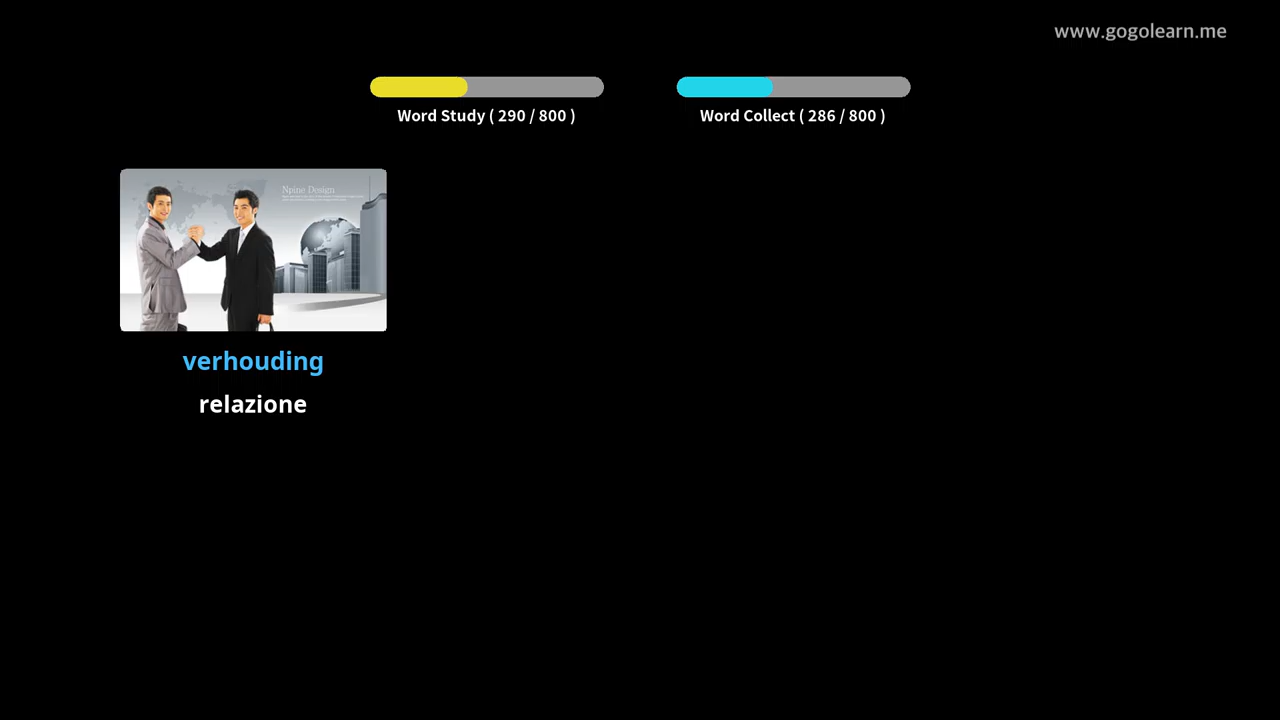 www.gogolearn.me
Word Study ( 290 / 800 )
Word Collect ( 286 / 800 )
Npine Design
verhouding
relazione